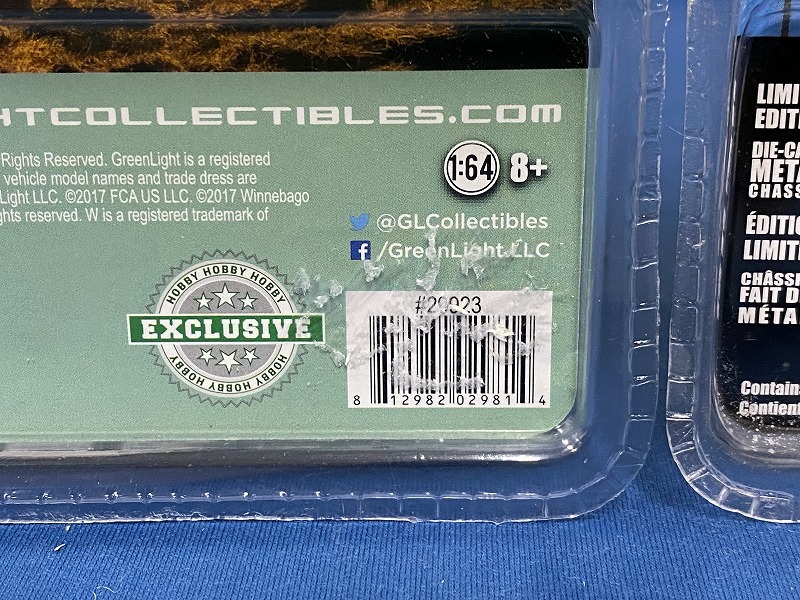 HTCOLLECTIBLES.COM
Rights Reserved. GreenLight is a registered
vehicle model names and trade dress are
Light LLC. ©2017 FCA US LLC. ©2017 Winnebago
ghts reserved. W is a registered trademark of
1:64 8+
@GLCollectibles
/GreenLight.LLC
HOBBY HOBBY HOBBY
EXCLUSIVE
HOBBY HOBBY HOBBY
8 12982 02981 4
LIMI
EDITI
DIE-CA
META
CHASS
ÉDITIO
LIMITI
CHÂSSI
FAIT D
MÉTA
Contain
Contient